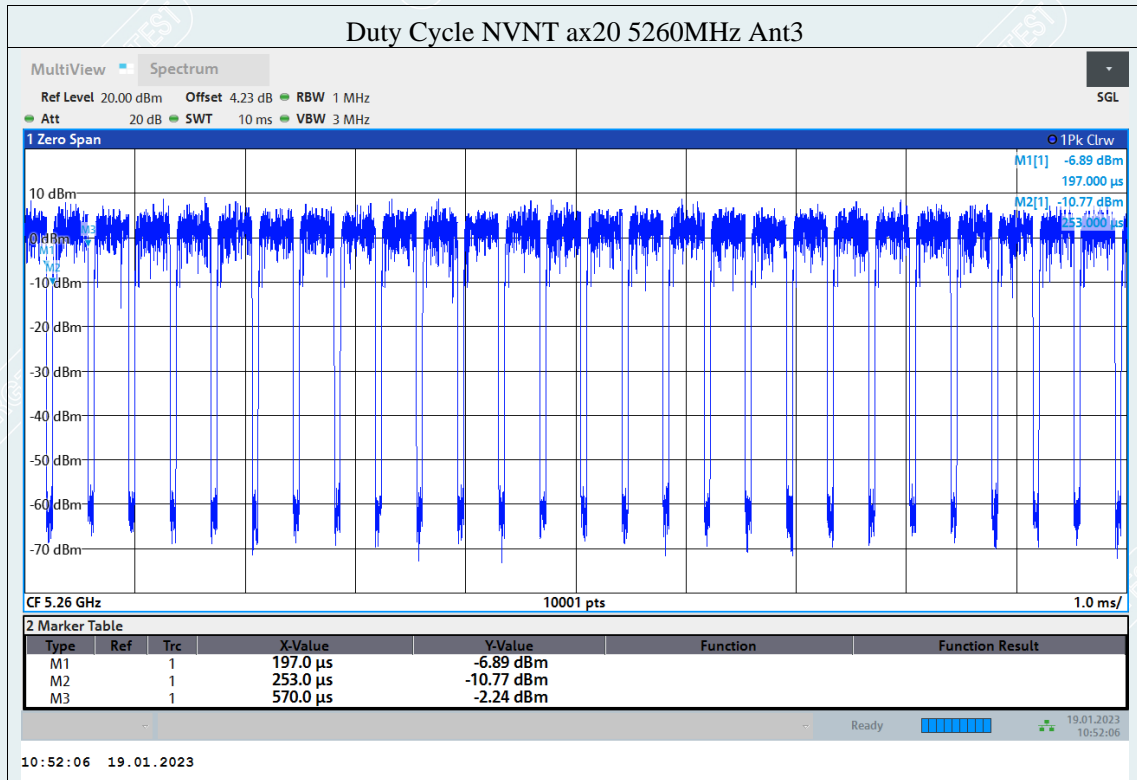 Duty Cycle NVNT ax20 5260MHz Ant3
MultiView Spectrum
Ref Level 20.00 dBm Offset 4.23 dB RBW 1 MHz SGL
Att 20 dB SWT 10 ms VBW 3 MHz
1 Zero Span 1Pk Clrw
M1[1] -6.89 dBm
197.000 µs
M2[1] -10.77 dBm
253.000 µs
10 dBm
M3
0 dBm
M1
M2
-10 dBm
-20 dBm
-30 dBm
-40 dBm
-50 dBm
-60 dBm
-70 dBm
CF 5.26 GHz 10001 pts 1.0 ms/
2 Marker Table
Type Ref Trc X-Value Y-Value Function Function Result
M1 1 197.0 µs -6.89 dBm
M2 1 253.0 µs -10.77 dBm
M3 1 570.0 µs -2.24 dBm
Ready 19.01.2023
10:52:06
10:52:06 19.01.2023